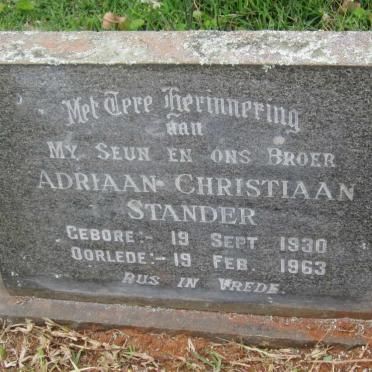 Met Tere Herinnering
aan
My Seun en ons Broer
Adriaan Christiaan
Stander
Gebore:- 19 Sept 1930
Oorlede:- 19 Feb. 1963
Rus in Vrede.